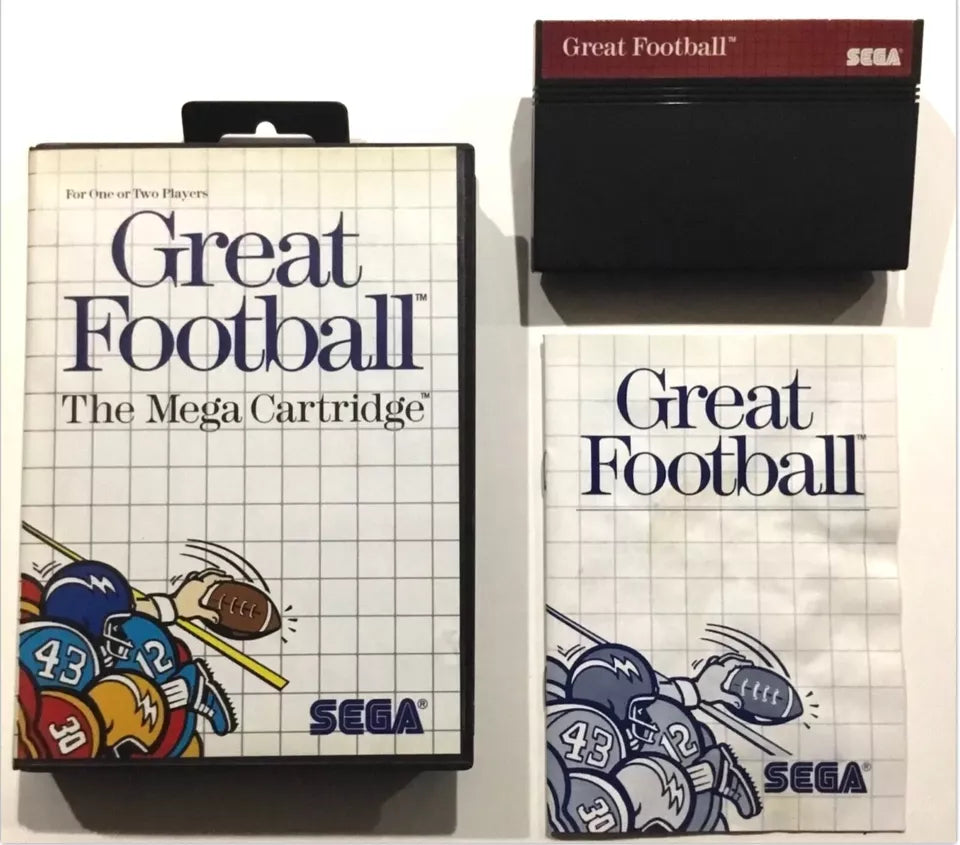 For One or Two Players
Great
Football™
The Mega Cartridge™
43
12
30
SEGA®
Great Football™
SEGA®
Great
Football™
43
12
30
SEGA®